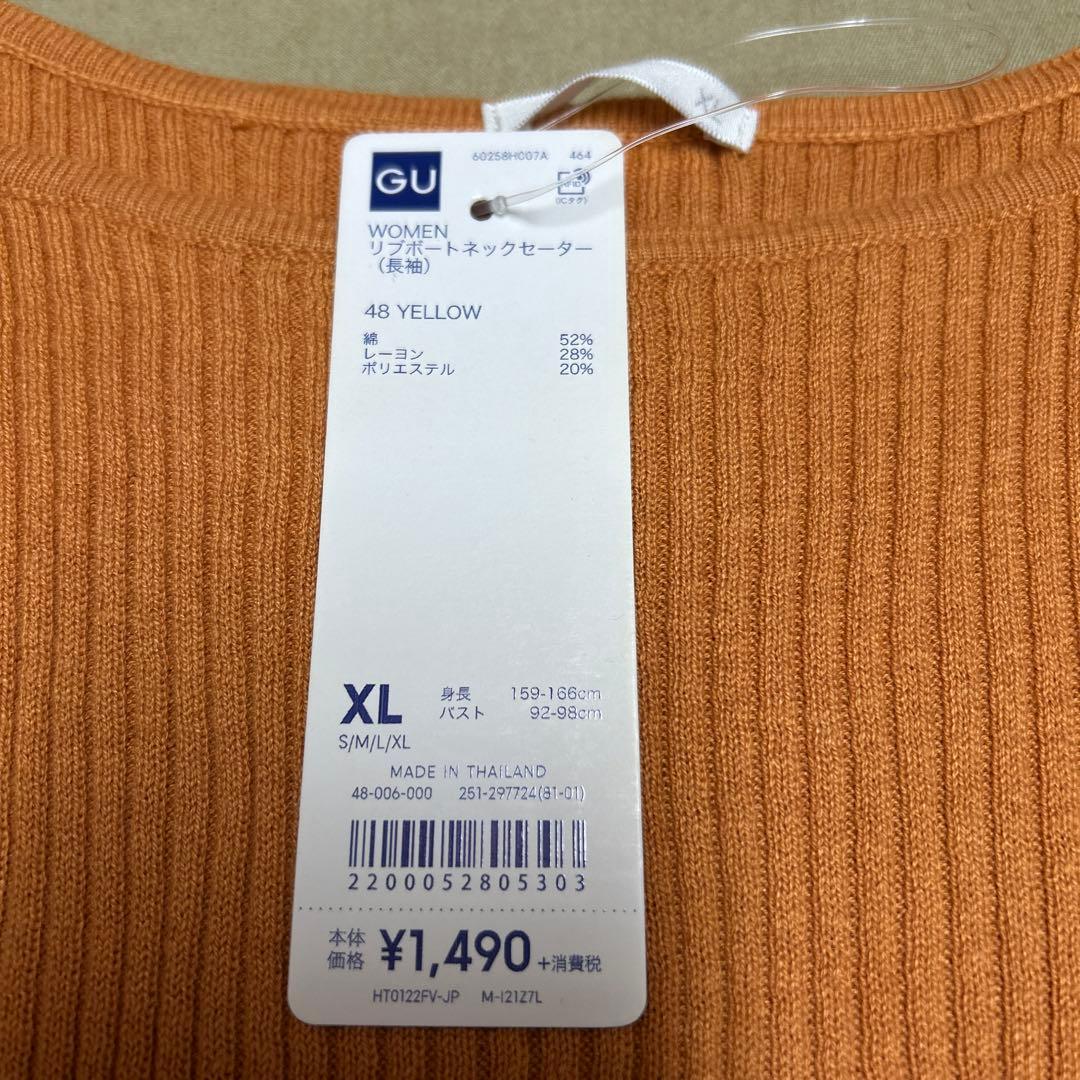 60258H007A 464
GU
RFID
(ICタグ)
WOMEN
リブボートネックセーター
(長袖)
48 YELLOW
綿 52%
レーヨン 28%
ポリエステル 20%
XL 身長 159-166cm
バスト 92-98cm
S/M/L/XL
MADE IN THAILAND
48-006-000 251-297724(81-01)
2200052805303
本体価格 ¥1,490 +消費税
HT0122FV-JP M-I21Z7L